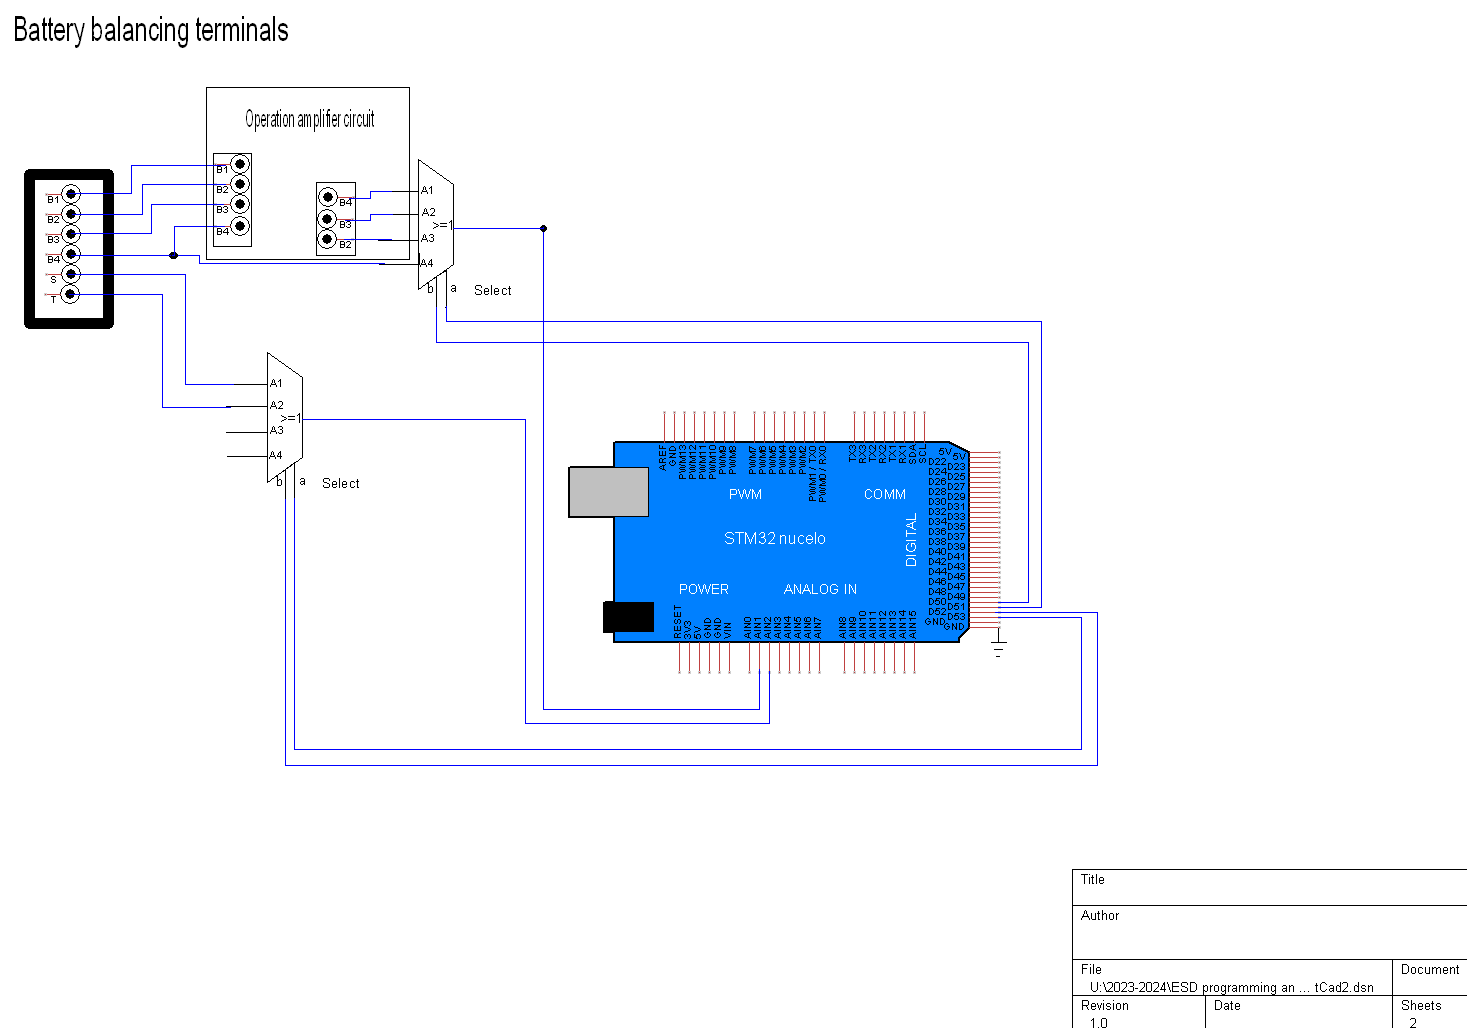 Battery balancing terminals
Operation amplifier circuit
B1
B2
B3
B4
B4
B3
B2
A1
A2
>=1
A3
A4
b
a
Select
B1
B2
B3
B4
S
T
A1
A2
>=1
A3
A4
b
a
Select
AREF
GND
PWM13
PWM12
PWM11
PWM10
PWM9
PWM8
PWM7
PWM6
PWM5
PWM4
PWM3
PWM2
PWM1 / TX0
PWM0 / RX0
TX3
RX3
TX2
RX2
TX1
RX1
SDA
SCL
PWM
COMM
STM32 nucelo
DIGITAL
POWER
ANALOG IN
5V
5V
D22
D23
D24
D25
D26
D27
D28
D29
D30
D31
D32
D33
D34
D35
D36
D37
D38
D39
D40
D41
D42
D43
D44
D45
D46
D47
D48
D49
D50
D51
D52
D53
GND
GND
RESET
3V3
5V
GND
GND
VIN
AIN0
AIN1
AIN2
AIN3
AIN4
AIN5
AIN6
AIN7
AIN8
AIN9
AIN10
AIN11
AIN12
AIN13
AIN14
AIN15
Title
Author
File
Document
U:\2023-2024\ESD programming an ... tCad2.dsn
Revision
Date
Sheets
1.0
2